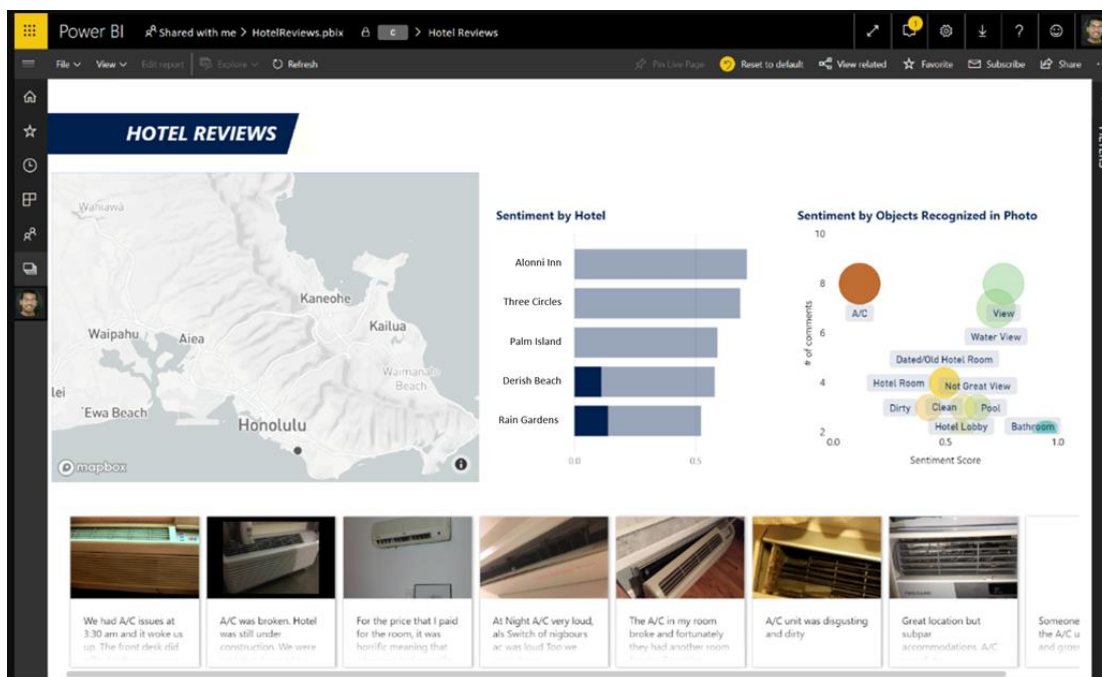 Power BI
Shared with me > HotelReviews.pbix
C > Hotel Reviews
File View Edit report Explore Refresh
Pin Live Page Reset to default View related Favorite Subscribe Share
FILTERS
HOTEL REVIEWS
Wahiawā
Kaneohe
Kailua
Waipahu
Aiea
Waimanalo Beach
lei
'Ewa Beach
Honolulu
mapbox
Sentiment by Hotel
Alonni Inn
Three Circles
Palm Island
Derish Beach
Rain Gardens
0.0 0.5
Sentiment by Objects Recognized in Photo
# of comments
10
8
6
4
2
A/C
View
Water View
Dated/Old Hotel Room
Hotel Room
Not Great View
Dirty
Clean
Pool
Hotel Lobby
Bathroom
0.0 0.5 1.0
Sentiment Score
We had A/C issues at
3:30 am and it woke us
up. The front desk did
A/C was broken. Hotel
was still under
construction. We were
For the price that I paid
for the room, it was
horrific meaning that
At Night A/C very loud,
als Switch of nigbours
ac was loud Too we
The A/C in my room
broke and fortunately
they had another room
A/C unit was disgusting
and dirty
Great location but
subpar
accommodations. A/C
Someone
the A/C u
and gross